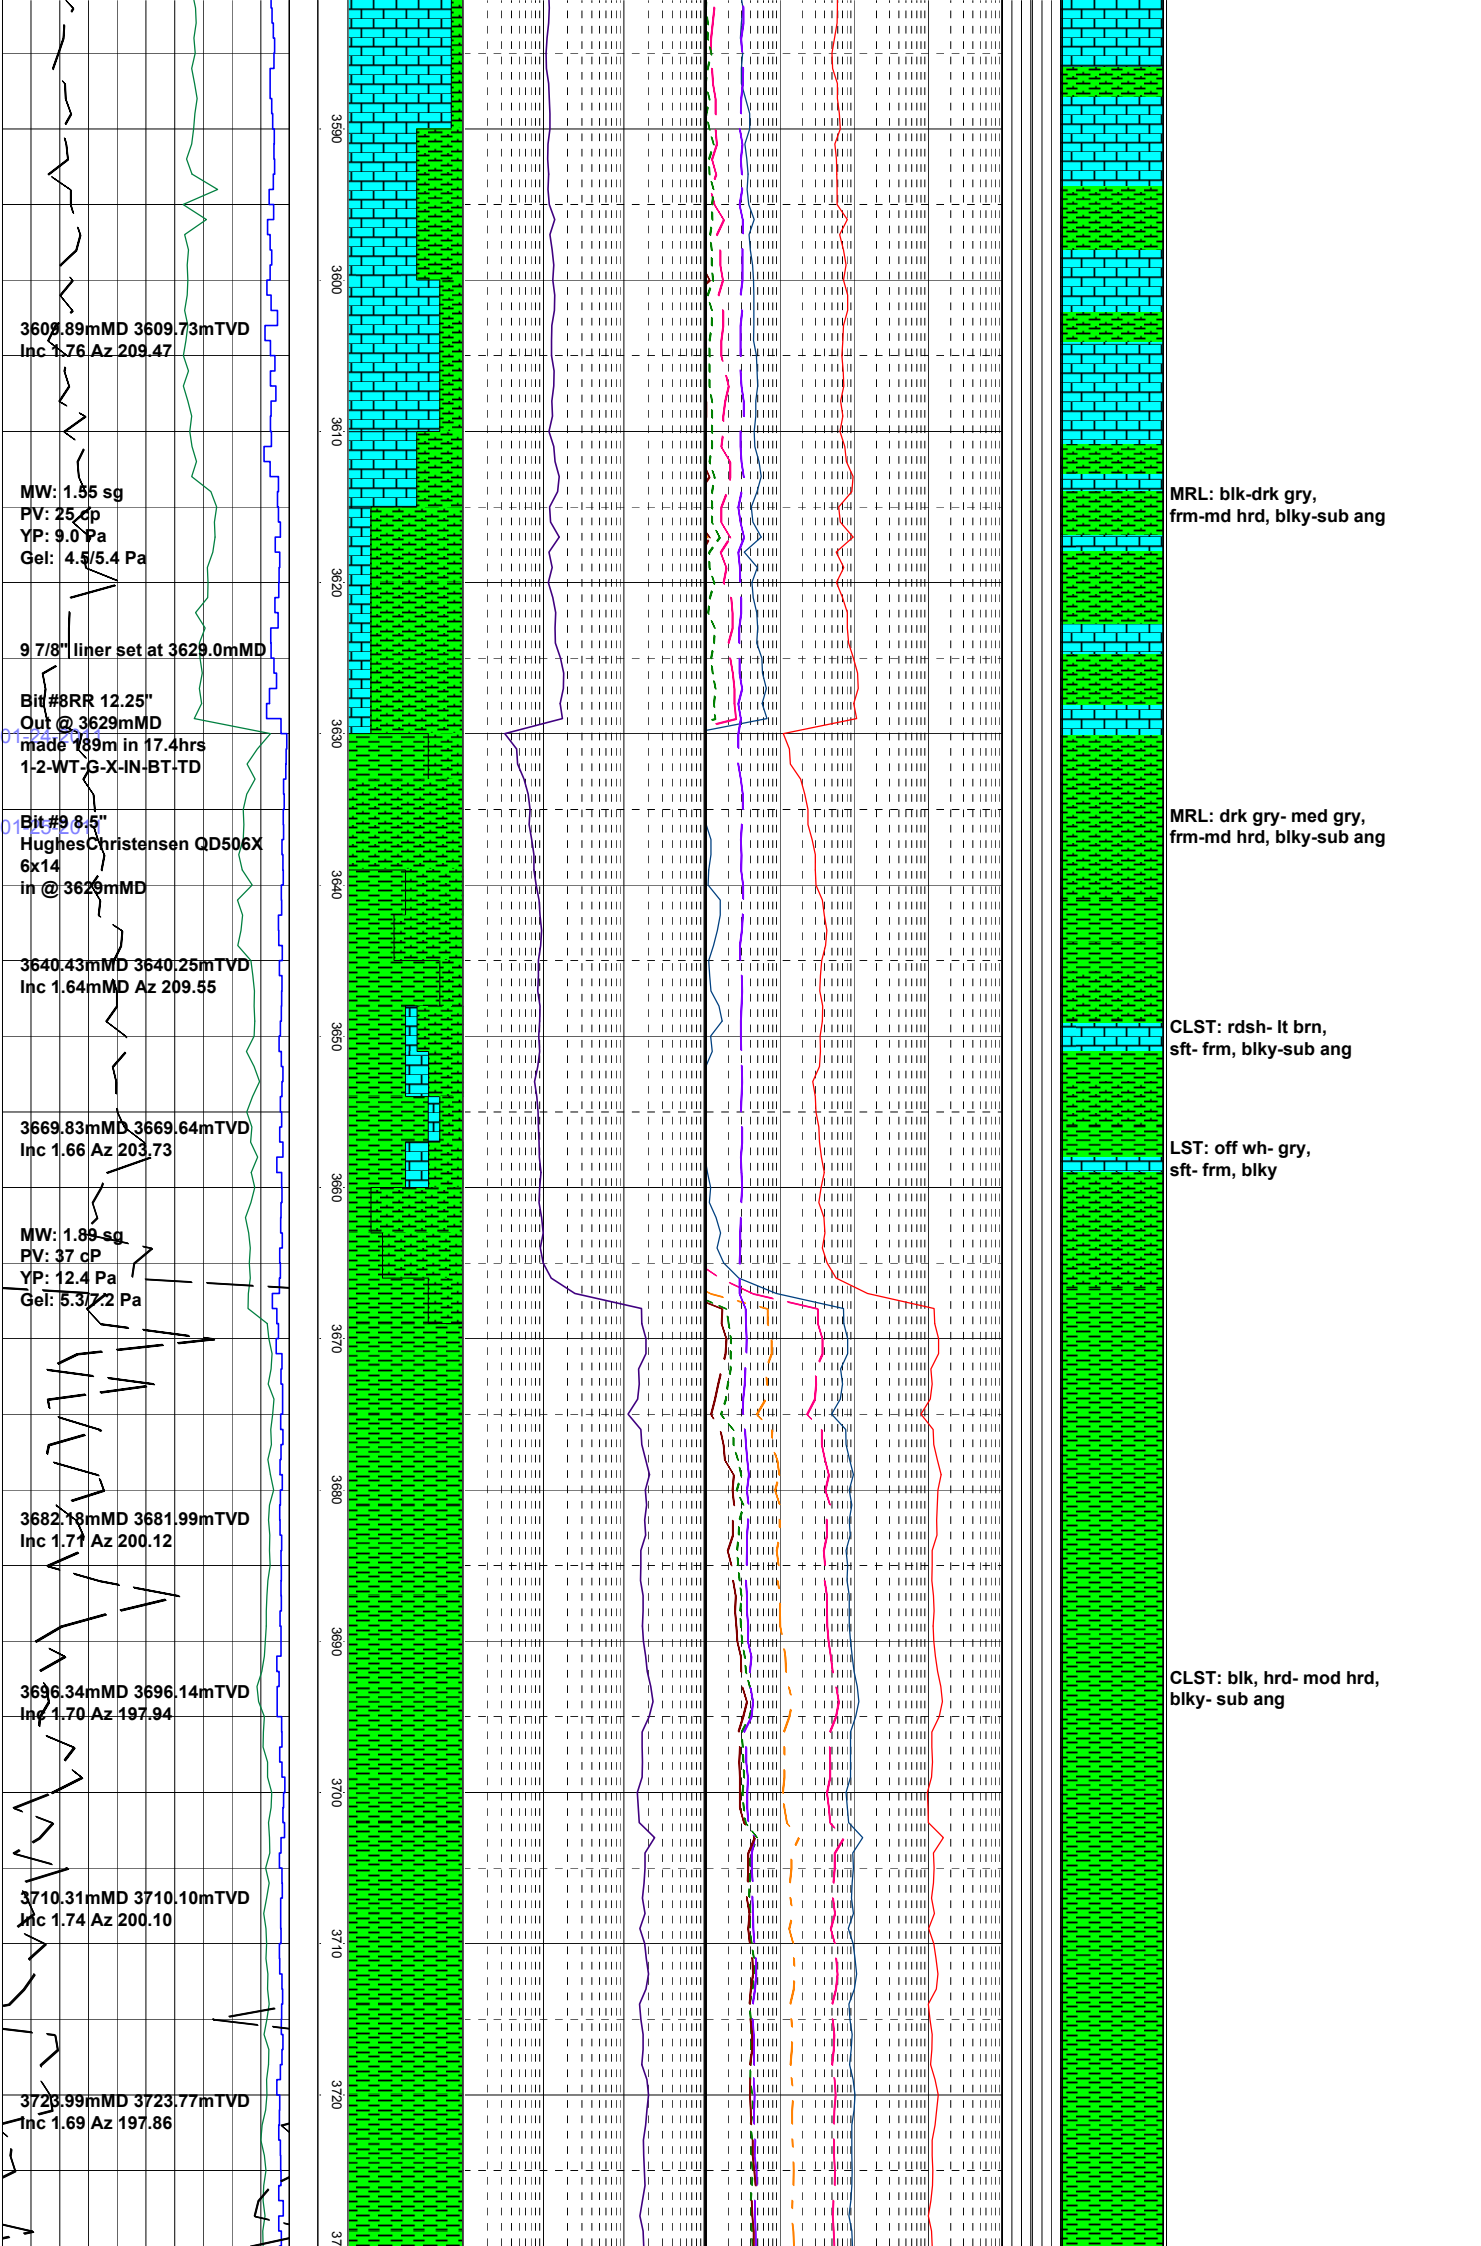 3590
3600
3609.89mMD 3609.73mTVD
Inc 1.76 Az 209.47
3610
MW: 1.55 sg
PV: 25 cp
YP: 9.0 Pa
Gel: 4.5/5.4 Pa
MRL: blk-drk gry,
frm-md hrd, blky-sub ang
3620
9 7/8" liner set at 3629.0mMD
Bit #8RR 12.25"
Out @ 3629mMD
01-24-2011
made 189m in 17.4hrs
1-2-WT-G-X-IN-BT-TD
3630
Bit #9 8.5"
01-25-2011
HughesChristensen QD506X
6x14
in @ 3629mMD
MRL: drk gry- med gry,
frm-md hrd, blky-sub ang
3640
3640.43mMD 3640.25mTVD
Inc 1.64mMD Az 209.55
3650
CLST: rdsh- lt brn,
sft- frm, blky-sub ang
3669.83mMD 3669.64mTVD
Inc 1.66 Az 203.73
LST: off wh- gry,
sft- frm, blky
3660
MW: 1.89 sg
PV: 37 cP
YP: 12.4 Pa
Gel: 5.3/7.2 Pa
3670
3680
3682.18mMD 3681.99mTVD
Inc 1.71 Az 200.12
3690
3696.34mMD 3696.14mTVD
Inc 1.70 Az 197.94
CLST: blk, hrd- mod hrd,
blky- sub ang
3700
3710.31mMD 3710.10mTVD
Inc 1.74 Az 200.10
3710
3720
3723.99mMD 3723.77mTVD
Inc 1.69 Az 197.86
37